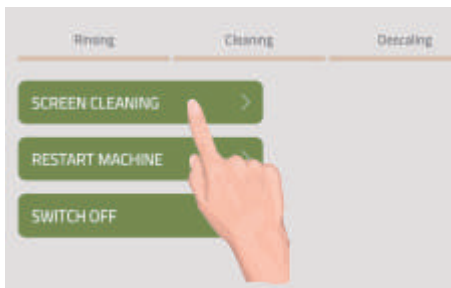 Rinsing Cleaning Descaling
SCREEN CLEANING
RESTART MACHINE
SWITCH OFF